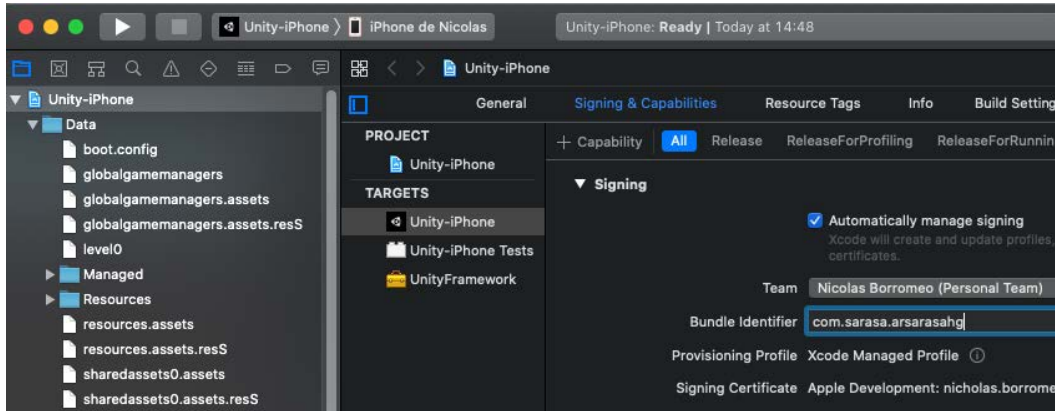 Unity-iPhone iPhone de Nicolas Unity-iPhone: Ready | Today at 14:48
Unity-iPhone
Unity-iPhone
General Signing & Capabilities Resource Tags Info Build Setting
Data
PROJECT
+ Capability All Release ReleaseForProfiling ReleaseForRunnin
boot.config
Unity-iPhone
globalgamemanagers
TARGETS
Signing
globalgamemanagers.assets
Unity-iPhone
Automatically manage signing
globalgamemanagers.assets.resS
Xcode will create and update profiles,
certificates.
level0
Unity-iPhone Tests
Managed
UnityFramework
Team Nicolas Borromeo (Personal Team)
Resources
resources.assets
Bundle Identifier com.sarasa.arsarasahg
resources.assets.resS
Provisioning Profile Xcode Managed Profile
sharedassets0.assets
Signing Certificate Apple Development: nicholas.borrome
sharedassets0.assets.resS